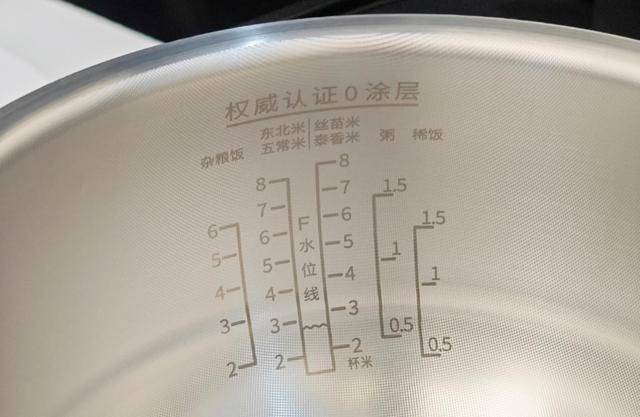 权威认证0涂层
东北米 丝苗米
杂粮饭 五常米 泰香米 粥 稀饭
8 8
7 7 1.5
6 6 6 1.5
F水位线
5 5 5 1 1
4 4 4
3 3 3 0.5
2 2 2 0.5
杯米